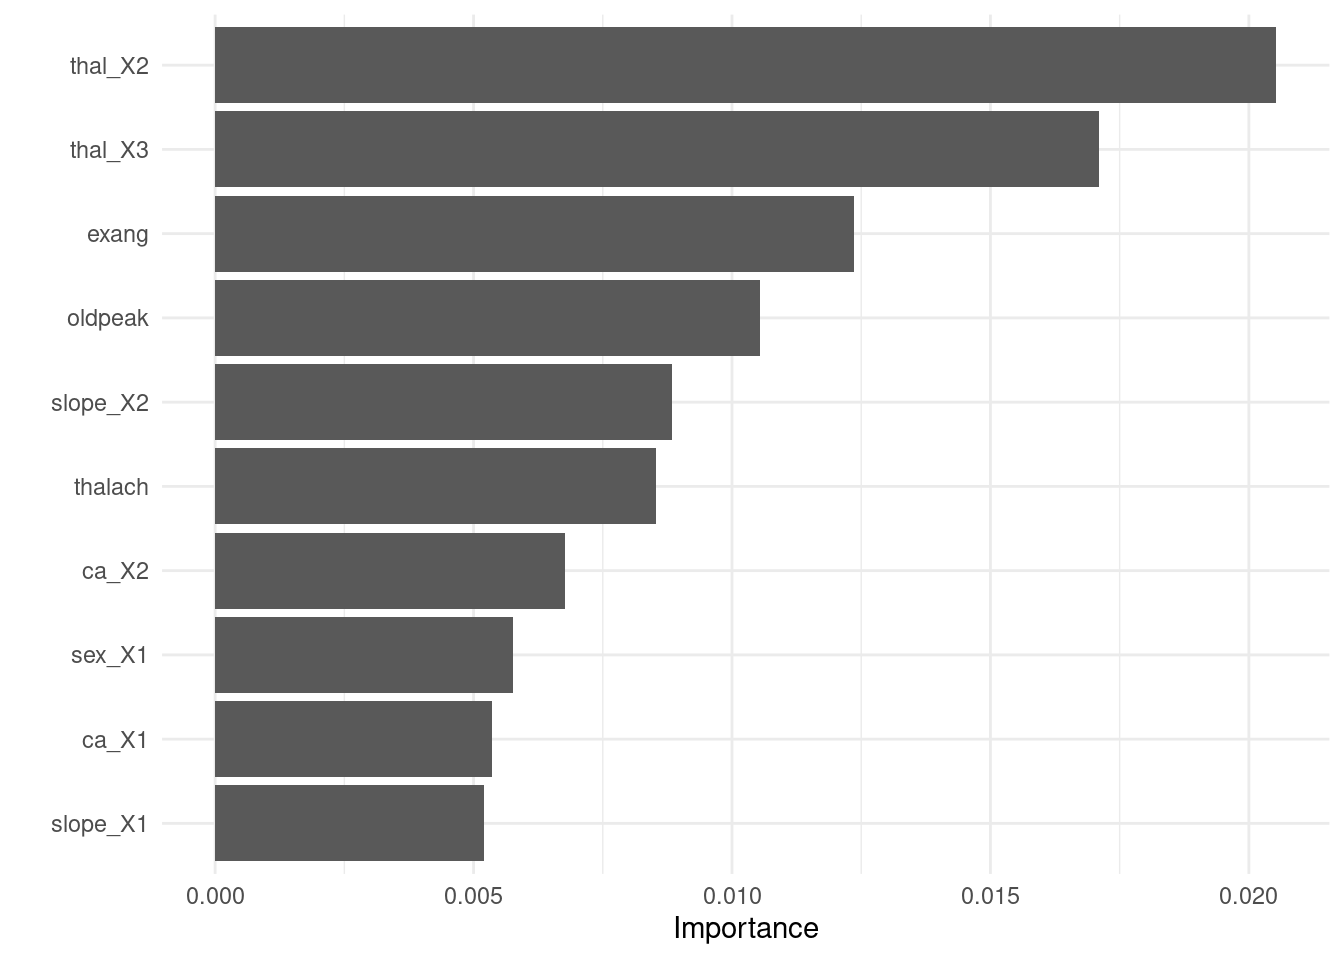 thal_X2
thal_X3
exang
oldpeak
slope_X2
thalach
ca_X2
sex_X1
ca_X1
slope_X1
0.000 0.005 0.010 0.015 0.020
Importance